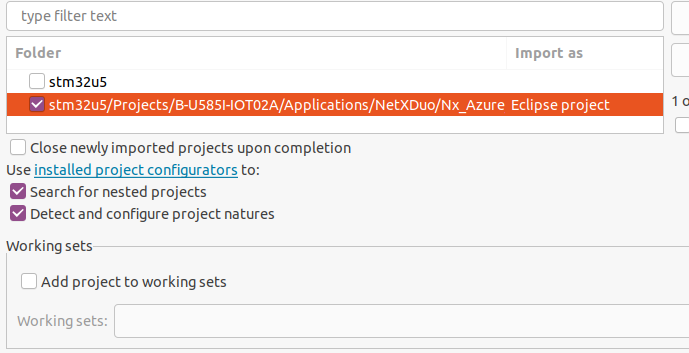 type filter text
Folder Import as
stm32u5
stm32u5/Projects/B-U585I-IOT02A/Applications/NetXDuo/Nx_Azure Eclipse project
1 o
Close newly imported projects upon completion
Use installed project configurators to:
Search for nested projects
Detect and configure project natures
Working sets
Add project to working sets
Working sets: